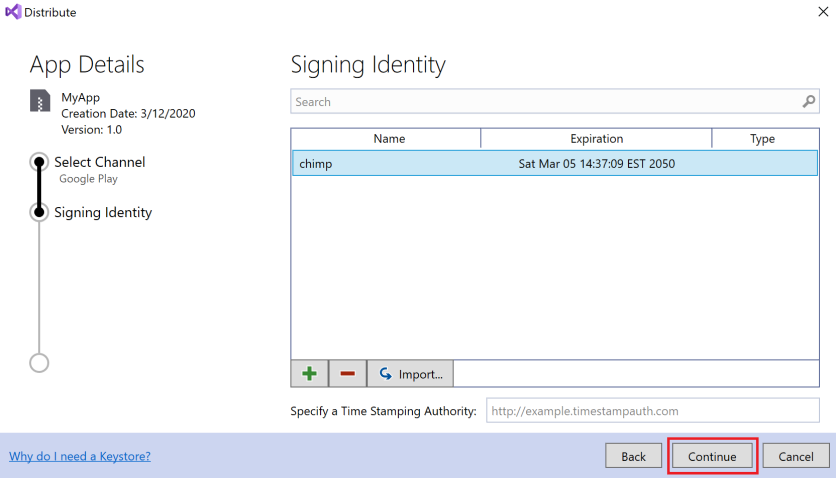 Distribute
App Details
MyApp
Creation Date: 3/12/2020
Version: 1.0
Select Channel
Google Play
Signing Identity
Signing Identity
Search
Name Expiration Type
chimp Sat Mar 05 14:37:09 EST 2050
Import...
Specify a Time Stamping Authority: http://example.timestampauth.com
Why do I need a Keystore? Back Continue Cancel